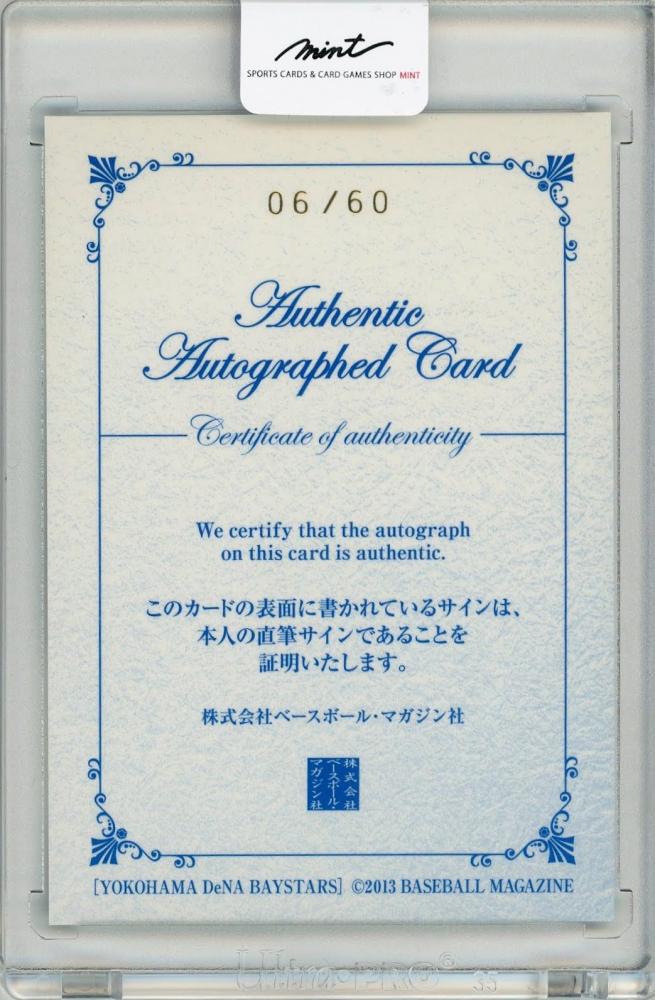 mint
SPORTS CARDS & CARD GAMES SHOP MINT
06/60
Authentic
Autographed Card
Certificate of authenticity
We certify that the autograph
on this card is authentic.
このカードの表面に書かれているサインは、
本人の直筆サインであることを
証明いたします。
株式会社ベースボール・マガジン社
株式会社
ベースボール・
マガジン社
[YOKOHAMA DeNA BAYSTARS] ©2013 BASEBALL MAGAZINE
Ultra•PRO® 35